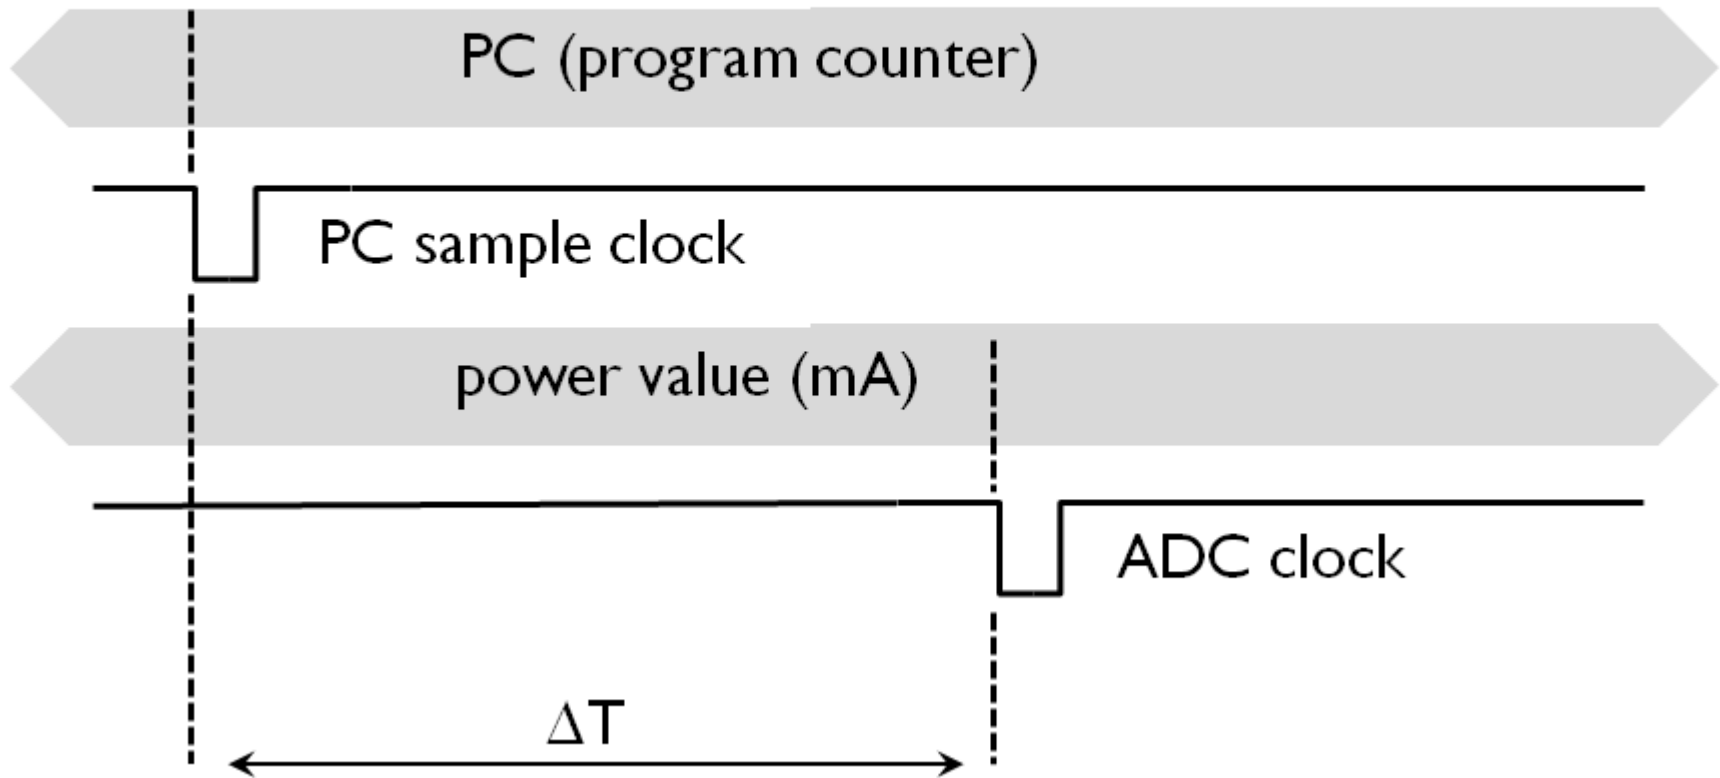 PC (program counter)
PC sample clock
power value (mA)
ADC clock
ΔT